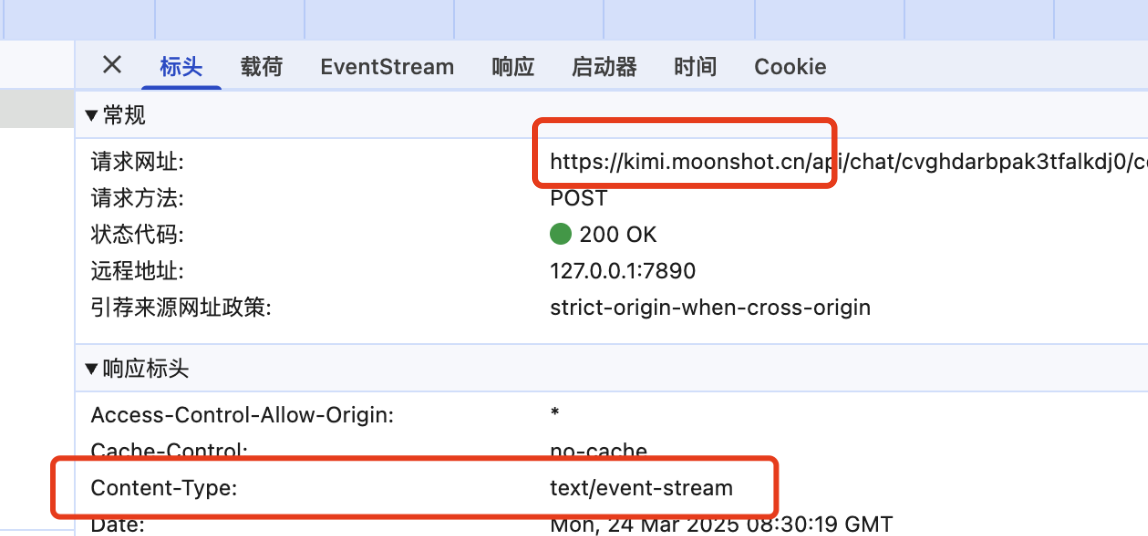 标头 载荷 EventStream 响应 启动器 时间 Cookie
▼常规
请求网址: https://kimi.moonshot.cn/api/chat/cvghdarbpak3tfalkdj0/c
请求方法: POST
状态代码: 200 OK
远程地址: 127.0.0.1:7890
引荐来源网址政策: strict-origin-when-cross-origin
▼响应标头
Access-Control-Allow-Origin: *
Cache-Control: no-cache
Content-Type: text/event-stream
Date: Mon, 24 Mar 2025 08:30:19 GMT